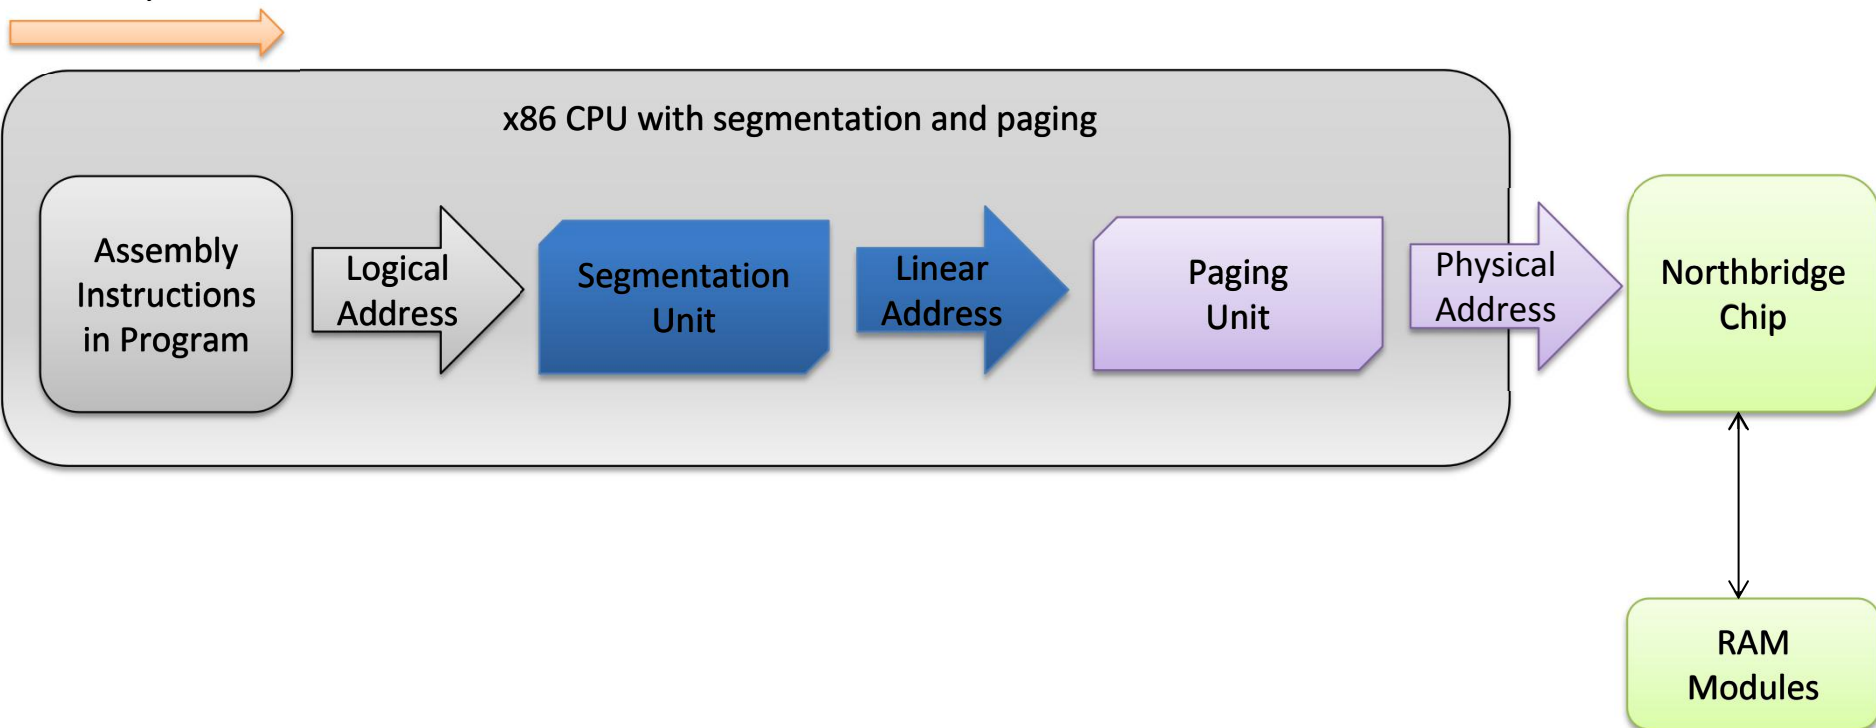 x86 CPU with segmentation and paging
Assembly
Instructions
in Program
Logical
Address
Segmentation
Unit
Linear
Address
Paging
Unit
Physical
Address
Northbridge
Chip
RAM
Modules